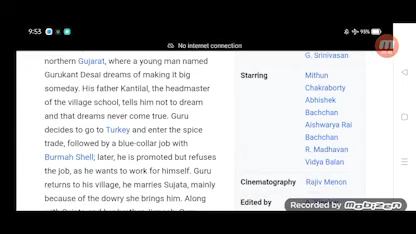 9:53
93%
No internet connection
northern Gujarat, where a young man named
Gurukant Desai dreams of making it big
someday. His father Kantilal, the headmaster
of the village school, tells him not to dream
and that dreams never come true. Guru
decides to go to Turkey and enter the spice
trade, followed by a blue-collar job with
Burmah Shell; later, he is promoted but refuses
the job, as he wants to work for himself. Guru
returns to his village, he marries Sujata, mainly
because of the dowry she brings him. Along
G. Srinivasan
Starring
Mithun
Chakraborty
Abhishek
Bachchan
Aishwarya Rai
Bachchan
R. Madhavan
Vidya Balan
Cinematography
Rajiv Menon
Edited by
Recorded by mobizen